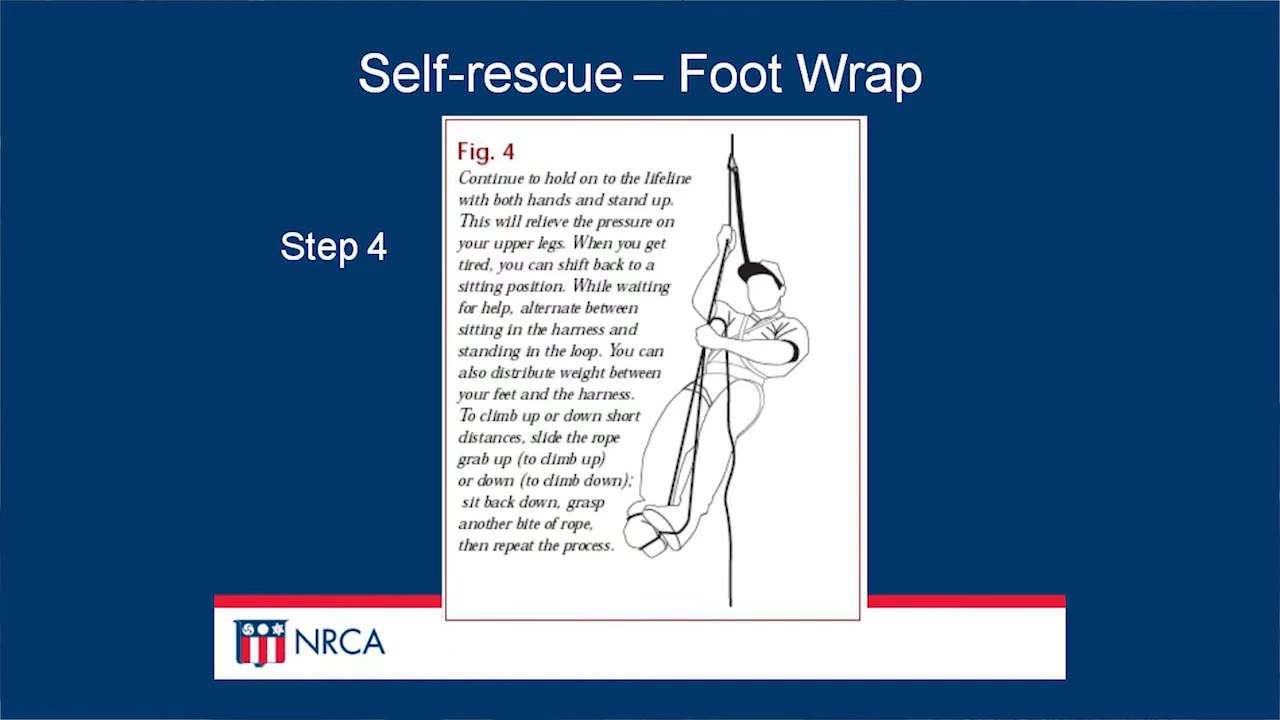 Self-rescue – Foot Wrap
Step 4
Fig. 4
Continue to hold on to the lifeline
with both hands and stand up.
This will relieve the pressure on
your upper legs. When you get
tired, you can shift back to a
sitting position. While waiting
for help, alternate between
sitting in the harness and
standing in the loop. You can
also distribute weight between
your feet and the harness.
To climb up or down short
distances, slide the rope
grab up (to climb up)
or down (to climb down);
sit back down, grasp
another bite of rope,
then repeat the process.
NRCA